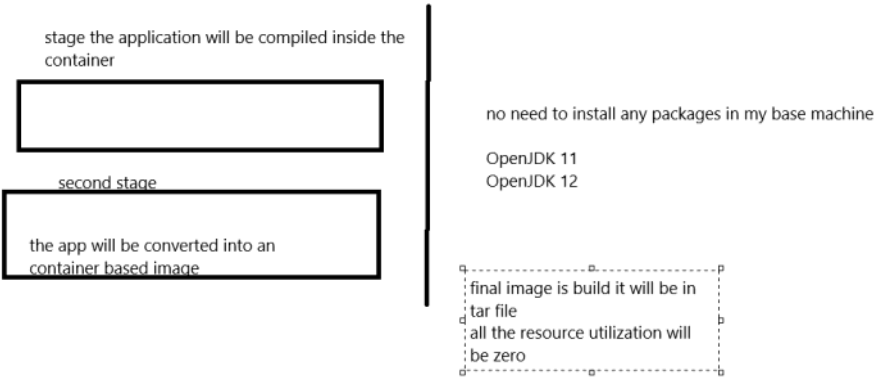 stage the application will be compiled inside the
container
second stage
the app will be converted into an
container based image
no need to install any packages in my base machine
OpenJDK 11
OpenJDK 12
final image is build it will be in
tar file
all the resource utilization will
be zero